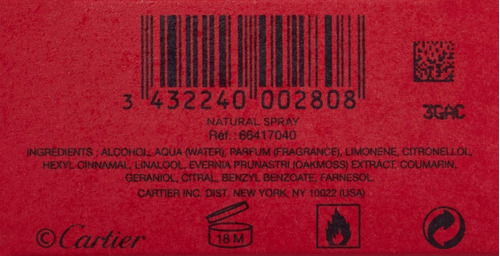 3 432240 002808
3GAC
NATURAL SPRAY
Réf.: 66417040
INGREDIENTS : ALCOHOL, AQUA (WATER), PARFUM (FRAGRANCE), LIMONENE, CITRONELLOL,
HEXYL CINNAMAL, LINALOOL, EVERNIA PRUNASTRI (OAKMOSS) EXTRACT, COUMARIN,
GERANIOL, CITRAL, BENZYL BENZOATE, FARNESOL.
CARTIER INC. DIST. NEW YORK, NY 10022 (USA)
©Cartier
18 M